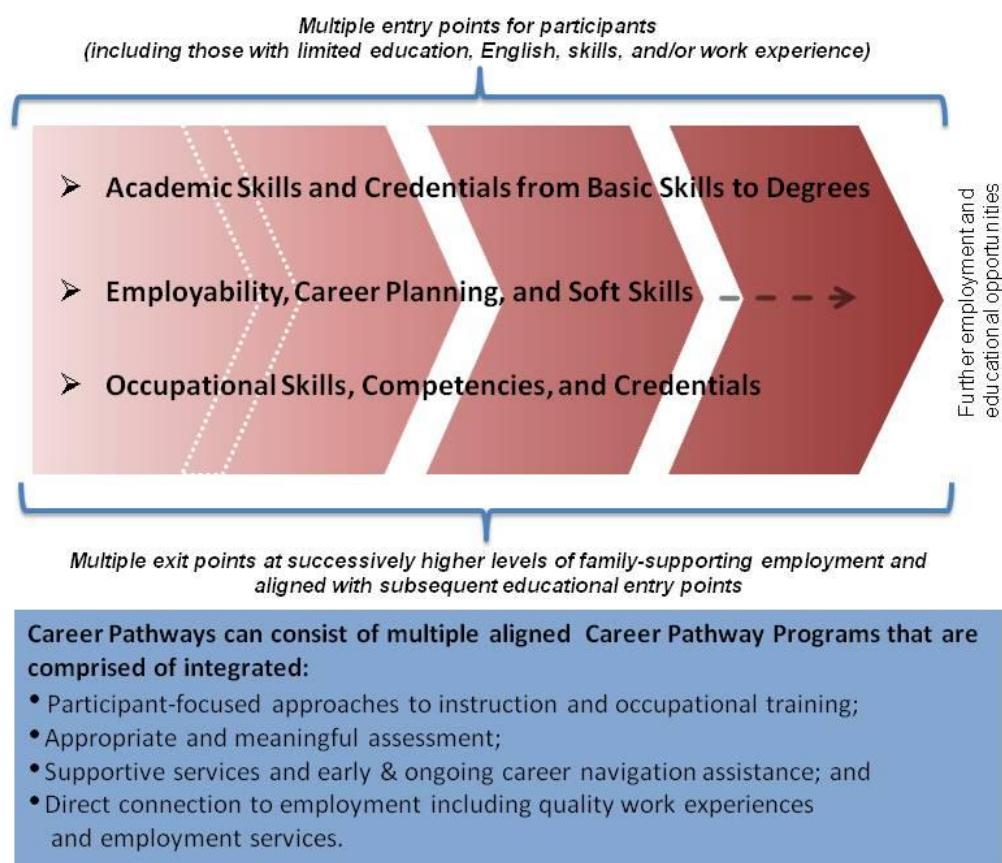 Multiple entry points for participants
(including those with limited education, English, skills, and/or work experience)
➢ Academic Skills and Credentials from Basic Skills to Degrees
➢ Employability, Career Planning, and Soft Skills
➢ Occupational Skills, Competencies, and Credentials
Further employment and
educational opportunities
Multiple exit points at successively higher levels of family-supporting employment and
aligned with subsequent educational entry points
Career Pathways can consist of multiple aligned Career Pathway Programs that are
comprised of integrated:
• Participant-focused approaches to instruction and occupational training;
• Appropriate and meaningful assessment;
• Supportive services and early & ongoing career navigation assistance; and
• Direct connection to employment including quality work experiences
and employment services.